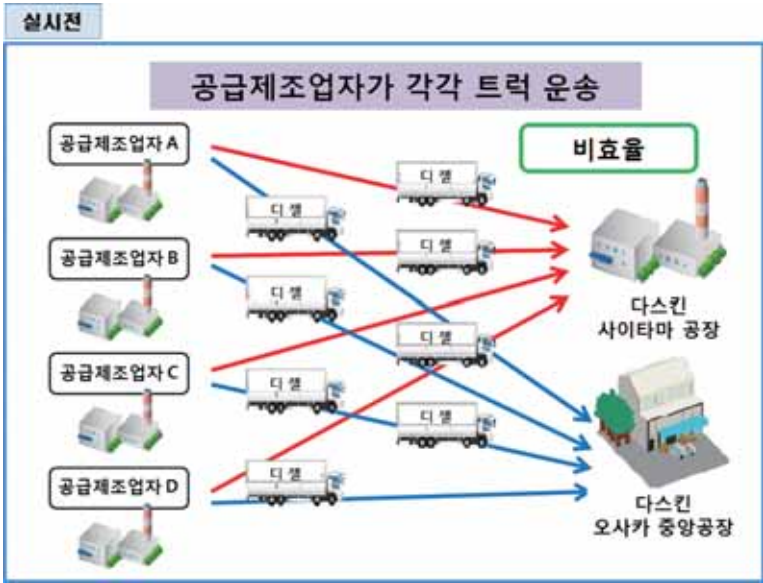 실시전
공급제조업자가 각각 트럭 운송
공급제조업자 A
비효율
디 젤
디 젤
공급제조업자 B
디 젤
디 젤
다스킨
사이타마 공장
디 젤
공급제조업자 C
디 젤
디 젤
공급제조업자 D
디 젤
다스킨
오사카 중앙공장